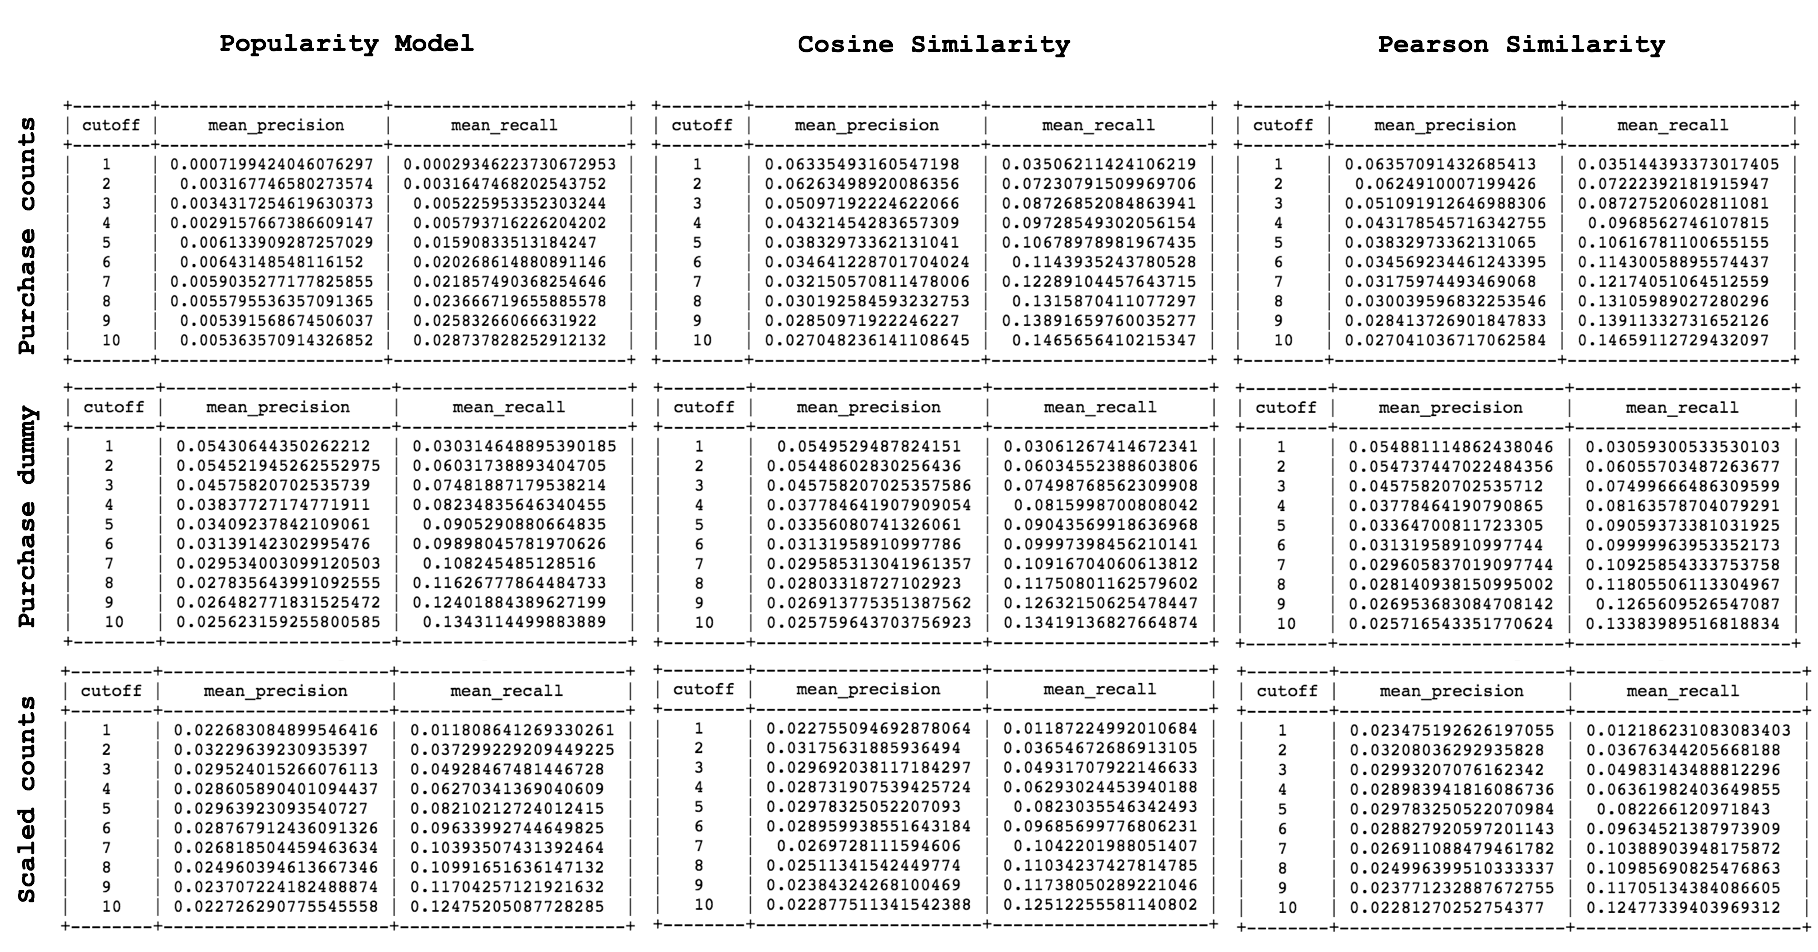 Popularity Model
Cosine Similarity
Pearson Similarity
Purchase counts
| cutoff | mean_precision | mean_recall |
| 1 | 0.0007199424046076297 | 0.00029346223730672953 |
| 2 | 0.003167746580273574 | 0.0031647468202543752 |
| 3 | 0.0034317254619630373 | 0.005225953352303244 |
| 4 | 0.0029157667386609147 | 0.005793716226204202 |
| 5 | 0.006133909287257029 | 0.01590833513184247 |
| 6 | 0.00643148548116152 | 0.020268614880891146 |
| 7 | 0.0059035277177825855 | 0.021857490368254646 |
| 8 | 0.0055795536357091365 | 0.023666719655885578 |
| 9 | 0.005391568674506037 | 0.02583266066631922 |
| 10 | 0.005363570914326852 | 0.028737828252912132 |
| cutoff | mean_precision | mean_recall |
| 1 | 0.06335493160547198 | 0.03506211424106219 |
| 2 | 0.06263498920086356 | 0.07230791509969706 |
| 3 | 0.05097192224622066 | 0.08726852084863941 |
| 4 | 0.04321454283657309 | 0.09728549302056154 |
| 5 | 0.03832973362131041 | 0.10678978981967435 |
| 6 | 0.034641228701704024 | 0.1143935243780528 |
| 7 | 0.032150570811478006 | 0.12289104457643715 |
| 8 | 0.030192584593232753 | 0.1315870411077297 |
| 9 | 0.02850971922246227 | 0.13891659760035277 |
| 10 | 0.027048236141108645 | 0.1465656410215347 |
| cutoff | mean_precision | mean_recall |
| 1 | 0.06357091432685413 | 0.035144393373017405 |
| 2 | 0.0624910007199426 | 0.07222392181915947 |
| 3 | 0.051091912646988306 | 0.08727520602811081 |
| 4 | 0.043178545716342755 | 0.0968562746107815 |
| 5 | 0.03832973362131065 | 0.10616781100655155 |
| 6 | 0.034569234461243395 | 0.11430058895574437 |
| 7 | 0.03175974493469068 | 0.12174051064512559 |
| 8 | 0.030039596832253546 | 0.13105989027280296 |
| 9 | 0.028413726901847833 | 0.13911332731652126 |
| 10 | 0.027041036717062584 | 0.14659112729432097 |
Purchase dummy
| cutoff | mean_precision | mean_recall |
| 1 | 0.05430644350262212 | 0.030314648895390185 |
| 2 | 0.054521945262552975 | 0.06031738893404705 |
| 3 | 0.04575820702535739 | 0.07481887179538214 |
| 4 | 0.03837727174771911 | 0.08234835646340455 |
| 5 | 0.03409237842109061 | 0.0905290880664835 |
| 6 | 0.03139142302995476 | 0.09898045781970626 |
| 7 | 0.029534003099120503 | 0.108245485128516 |
| 8 | 0.027835643991092555 | 0.11626777864484733 |
| 9 | 0.026482771831525472 | 0.12401884389627199 |
| 10 | 0.025623159255800585 | 0.1343114499883889 |
| cutoff | mean_precision | mean_recall |
| 1 | 0.0549529487824151 | 0.03061267414672341 |
| 2 | 0.05448602830256436 | 0.06034552388603806 |
| 3 | 0.045758207025357586 | 0.07498768562309908 |
| 4 | 0.037784641907909054 | 0.0815998700808042 |
| 5 | 0.03356080741326061 | 0.09043569918636968 |
| 6 | 0.03131958910997786 | 0.09997398456210141 |
| 7 | 0.029585313041961357 | 0.10916704060613812 |
| 8 | 0.02803318727102923 | 0.11750801162579602 |
| 9 | 0.026913775351387562 | 0.12632150625478447 |
| 10 | 0.025759643703756923 | 0.13419136827664874 |
| cutoff | mean_precision | mean_recall |
| 1 | 0.054881114862438046 | 0.03059300533530103 |
| 2 | 0.054737447022484356 | 0.06055703487263677 |
| 3 | 0.04575820702535712 | 0.07499666486309599 |
| 4 | 0.03778464190790865 | 0.08163578704079291 |
| 5 | 0.03364700811723305 | 0.09059373381031925 |
| 6 | 0.03131958910997744 | 0.09999963953352173 |
| 7 | 0.029605837019097744 | 0.10925854333753758 |
| 8 | 0.028140938150995002 | 0.11805506113304967 |
| 9 | 0.026953683084708142 | 0.1265609526547087 |
| 10 | 0.025716543351770624 | 0.13383989516818834 |
Scaled counts
| cutoff | mean_precision | mean_recall |
| 1 | 0.022683084899546416 | 0.011808641269330261 |
| 2 | 0.03229639230935397 | 0.037299229209449225 |
| 3 | 0.029524015266076113 | 0.04928467481446728 |
| 4 | 0.028605890401094437 | 0.06270341369040609 |
| 5 | 0.02963923093540727 | 0.08210212724012415 |
| 6 | 0.028767912436091326 | 0.09633992744649825 |
| 7 | 0.026818504459463634 | 0.10393507431392464 |
| 8 | 0.024960394613667346 | 0.10991651636147132 |
| 9 | 0.023707224182488874 | 0.11704257121921632 |
| 10 | 0.022726290775545558 | 0.12475205087728285 |
| cutoff | mean_precision | mean_recall |
| 1 | 0.022755094692878064 | 0.01187224992010684 |
| 2 | 0.03175631885936494 | 0.03654672686913105 |
| 3 | 0.029692038117184297 | 0.04931707922146633 |
| 4 | 0.028731907539425724 | 0.06293024453940188 |
| 5 | 0.02978325052207093 | 0.0823035546342493 |
| 6 | 0.028959938551643184 | 0.09685699776806231 |
| 7 | 0.0269728111594606 | 0.1042201988051407 |
| 8 | 0.02511341542449774 | 0.11034237427814785 |
| 9 | 0.02384324268100469 | 0.11738050289221046 |
| 10 | 0.022877511341542388 | 0.12512255581140802 |
| cutoff | mean_precision | mean_recall |
| 1 | 0.023475192626197055 | 0.012186231083083403 |
| 2 | 0.03208036292935828 | 0.03676344205668188 |
| 3 | 0.02993207076162342 | 0.04983143488812296 |
| 4 | 0.028983941816086736 | 0.06361982403649855 |
| 5 | 0.029783250522070984 | 0.082266120971843 |
| 6 | 0.028827920597201143 | 0.09634521387973909 |
| 7 | 0.026911088479461782 | 0.10388903948175872 |
| 8 | 0.024996399510333337 | 0.10985690825476863 |
| 9 | 0.023771232887672755 | 0.11705134384086605 |
| 10 | 0.02281270252754377 | 0.12477339403969312 |